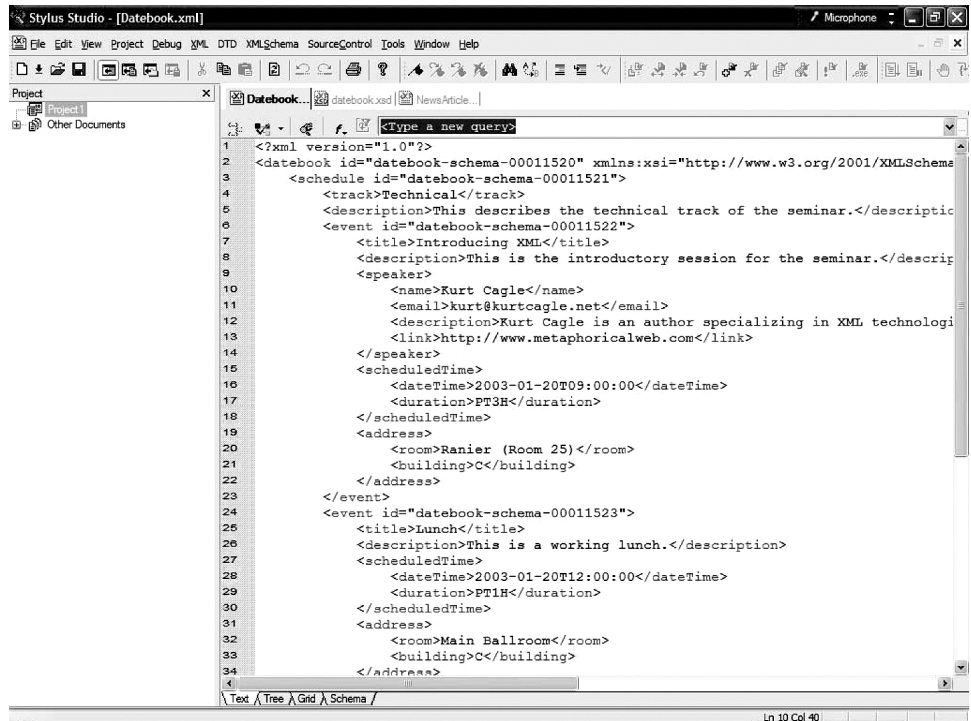 Stylus Studio - [Datebook.xml]
Microphone
File Edit View Project Debug XML DTD XMLSchema SourceControl Tools Window Help
Project
Project1
Other Documents
Datebook... datebook.xsd NewsArticle...
<Type a new query>
1 <?xml version="1.0"?>
2 <datebook id="datebook-schema-00011520" xmlns:xsi="http://www.w3.org/2001/XMLSchema
3 <schedule id="datebook-schema-00011521">
4 <track>Technical</track>
5 <description>This describes the technical track of the seminar.</descriptic
6 <event id="datebook-schema-00011522">
7 <title>Introducing XML</title>
8 <description>This is the introductory session for the seminar.</descrip
9 <speaker>
10 <name>Kurt Cagle</name>
11 <email>kurt@kurtcagle.net</email>
12 <description>Kurt Cagle is an author specializing in XML technologi
13 <link>http://www.metaphoricalweb.com</link>
14 </speaker>
15 <scheduledTime>
16 <dateTime>2003-01-20T09:00:00</dateTime>
17 <duration>PT3H</duration>
18 </scheduledTime>
19 <address>
20 <room>Ranier (Room 25)</room>
21 <building>C</building>
22 </address>
23 </event>
24 <event id="datebook-schema-00011523">
25 <title>Lunch</title>
26 <description>This is a working lunch.</description>
27 <scheduledTime>
28 <dateTime>2003-01-20T12:00:00</dateTime>
29 <duration>PT1H</duration>
30 </scheduledTime>
31 <address>
32 <room>Main Ballroom</room>
33 <building>C</building>
34 </address>
Text Tree Grid Schema
Ln 10 Col 40